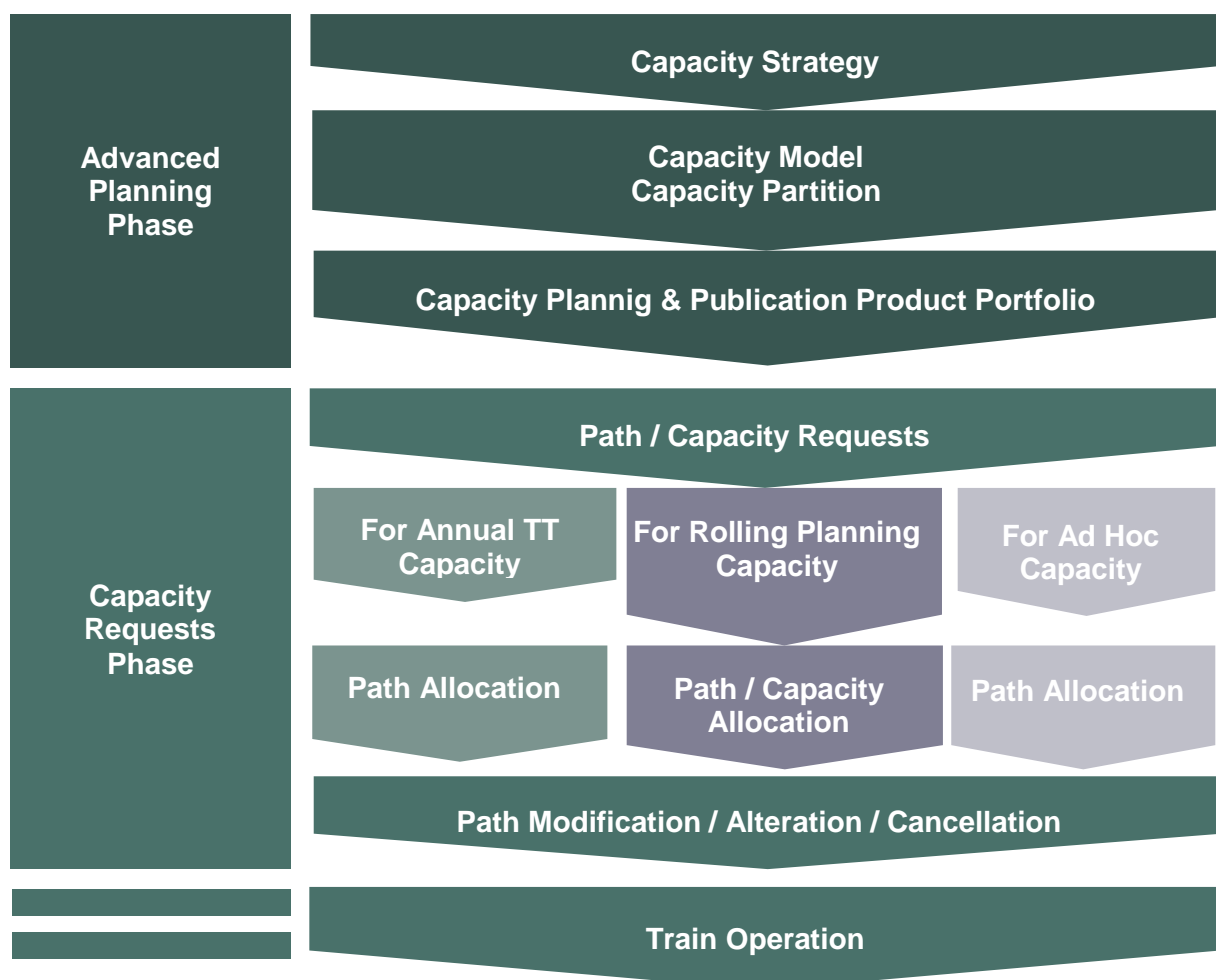 Advanced
Planning
Phase
Capacity Strategy
Capacity Model
Capacity Partition
Capacity Plannig & Publication Product Portfolio
Capacity
Requests
Phase
Path / Capacity Requests
For Annual TT
Capacity
For Rolling Planning
Capacity
For Ad Hoc
Capacity
Path Allocation
Path / Capacity
Allocation
Path Allocation
Path Modification / Alteration / Cancellation
Train Operation